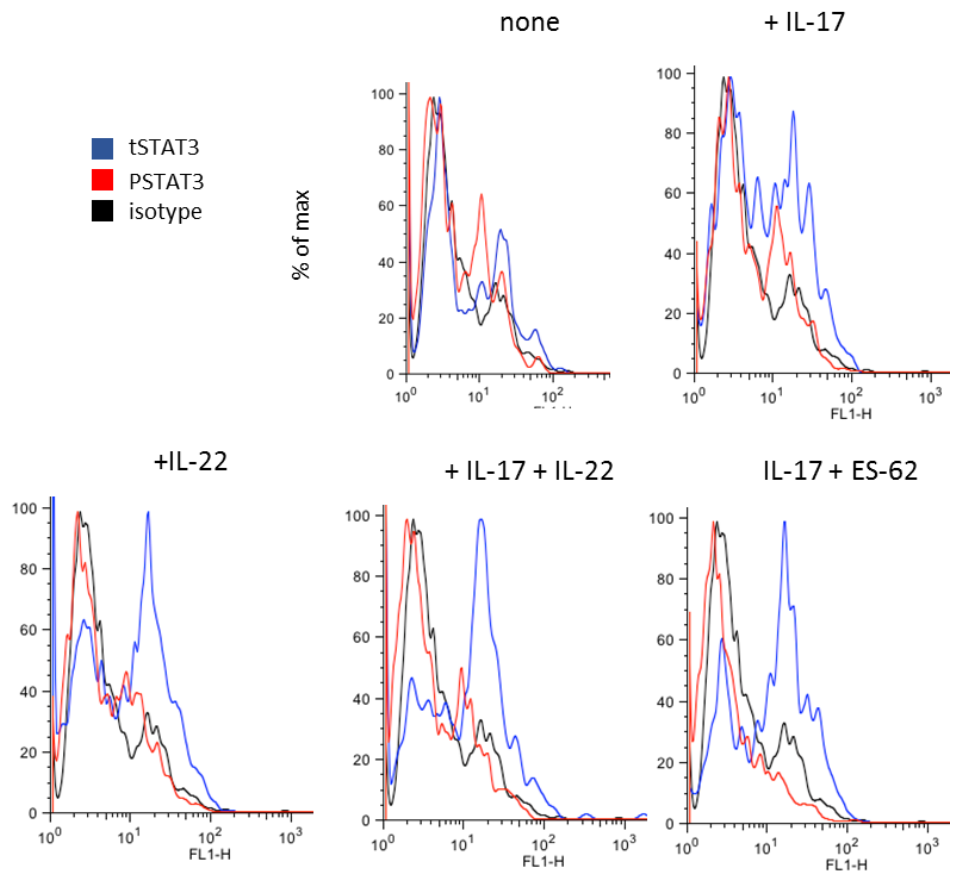 none
+ IL-17
tSTAT3
PSTAT3
isotype
% of max
100
80
60
40
20
0
10⁰ 10¹ 10²
100
80
60
40
20
0
10⁰ 10¹ 10² 10³
FL1-H
+IL-22
+ IL-17 + IL-22
IL-17 + ES-62
100
80
60
40
20
0
10⁰ 10¹ 10² 10³
FL1-H
100
80
60
40
20
0
10⁰ 10¹ 10² 10³
FL1-H
100
80
60
40
20
0
10⁰ 10¹ 10² 10³
FL1-H